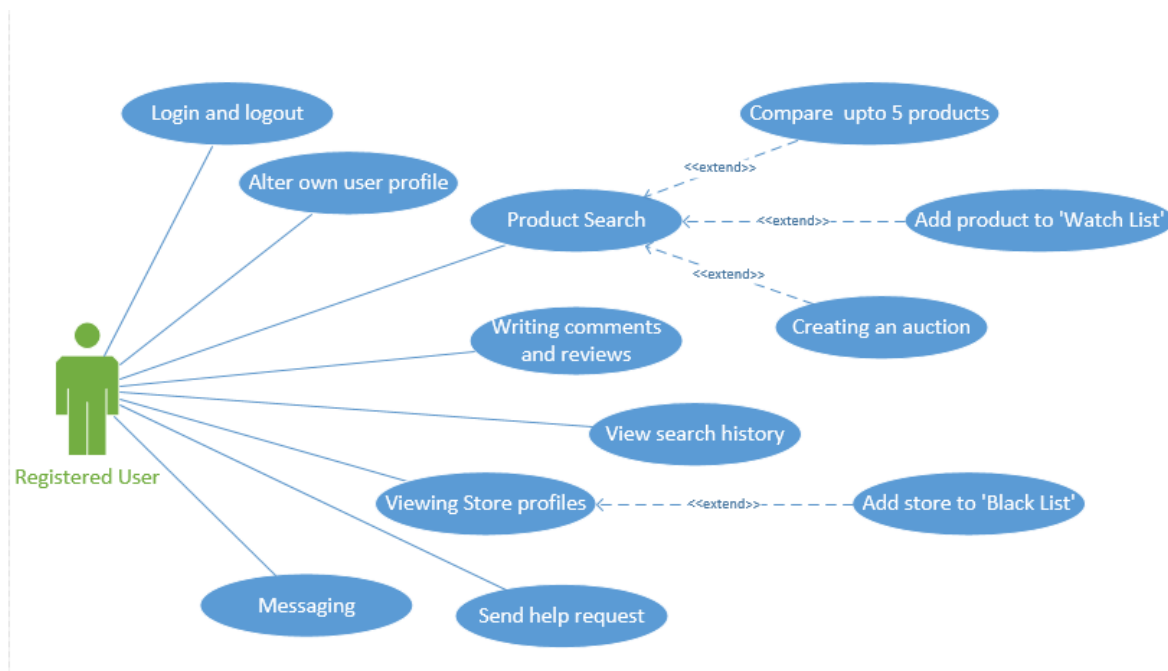 Login and logout
Compare upto 5 products
<<extend>>
Alter own user profile
Product Search
<<extend>>
Add product to 'Watch List'
<<extend>>
Creating an auction
Writing comments
and reviews
View search history
Registered User
Viewing Store profiles
<<extend>>
Add store to 'Black List'
Messaging
Send help request